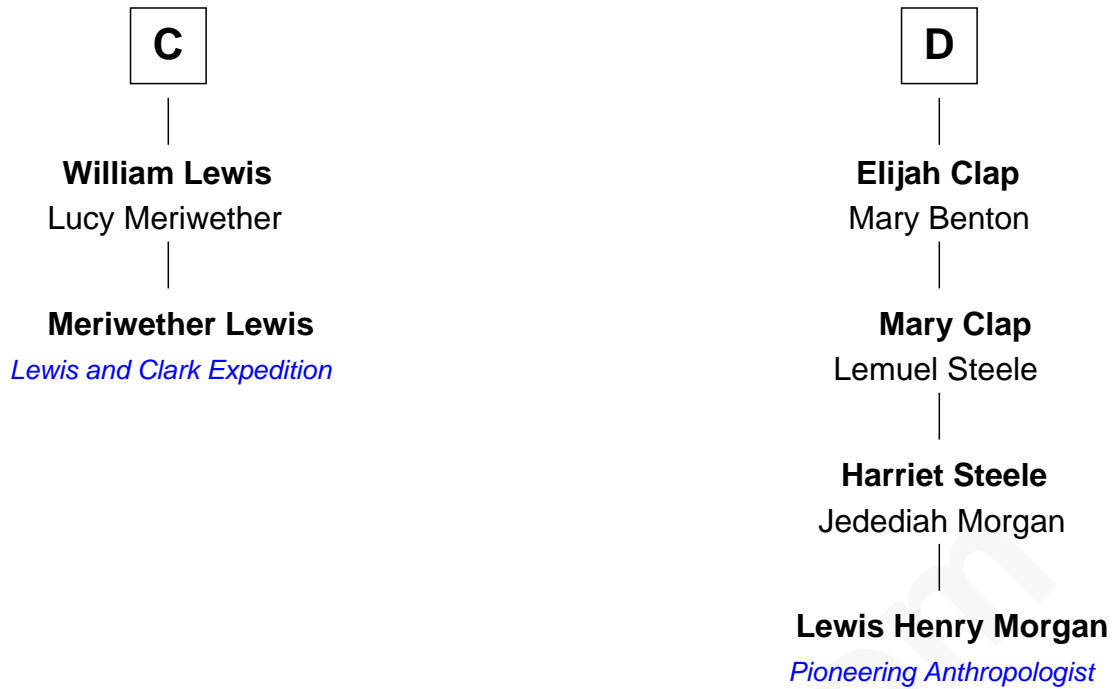 C
William Lewis
Lucy Meriwether
Meriwether Lewis
Lewis and Clark Expedition
D
Elijah Clap
Mary Benton
Mary Clap
Lemuel Steele
Harriet Steele
Jedediah Morgan
Lewis Henry Morgan
Pioneering Anthropologist